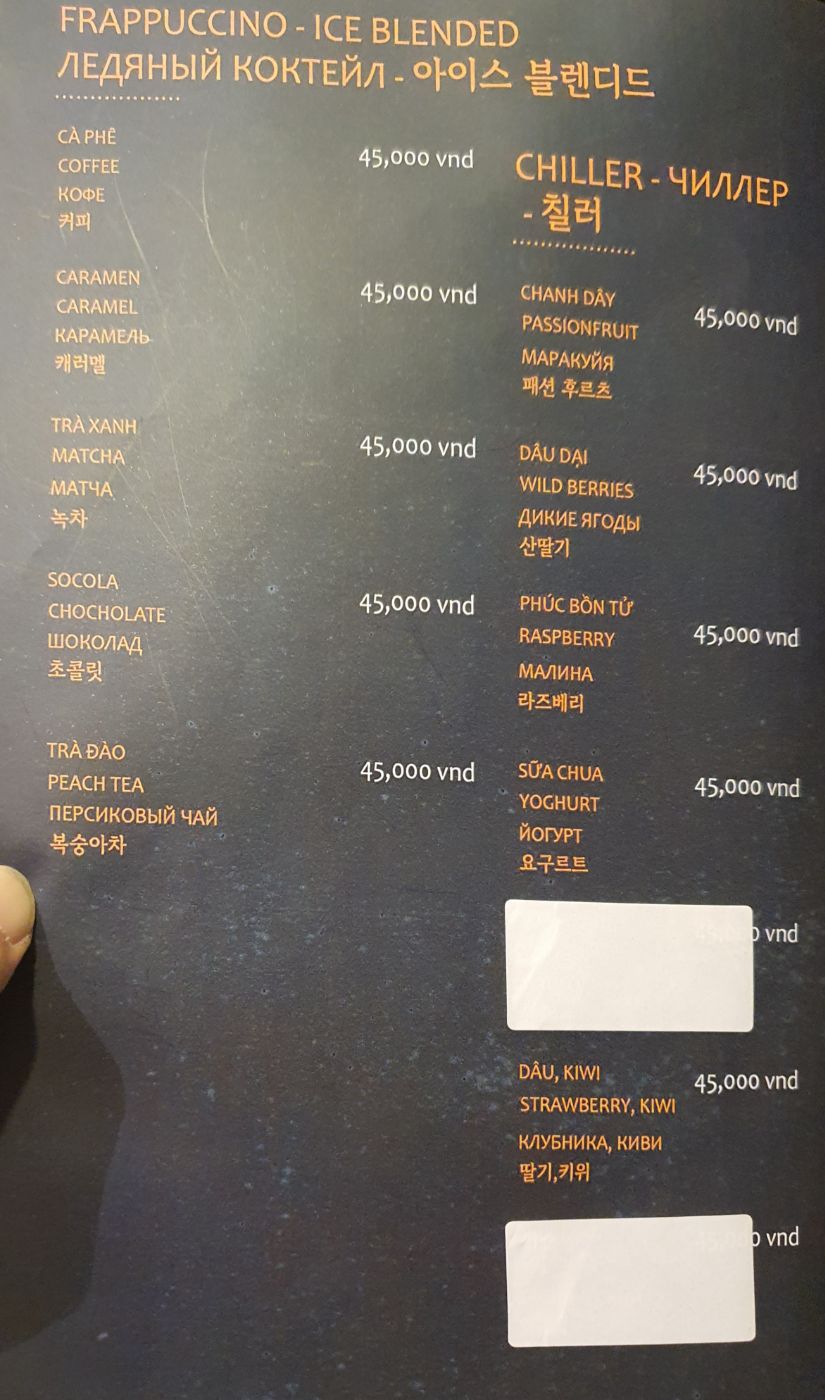 FRAPPUCCINO - ICE BLENDED
ЛЕДЯНЫЙ КОКТЕЙЛ - 아이스 블렌디드
CÀ PHÊ
COFFEE
КОФЕ
커피
45,000 vnd
CARAMEN
CARAMEL
КАРАМЕЛЬ
캐러멜
45,000 vnd
TRÀ XANH
MATCHA
МАТЧА
녹차
45,000 vnd
SOCOLA
CHOCHOLATE
ШОКОЛАД
초콜릿
45,000 vnd
TRÀ ĐÀO
PEACH TEA
ПЕРСИКОВЫЙ ЧАЙ
복숭아차
45,000 vnd
CHILLER - ЧИЛЛЕР
- 칠러
CHANH DÂY
PASSIONFRUIT
МАРАКУЙЯ
패션 후르츠
45,000 vnd
DÂU DẠI
WILD BERRIES
ДИКИЕ ЯГОДЫ
산딸기
45,000 vnd
PHÚC BỒN TỬ
RASPBERRY
МАЛИНА
라즈베리
45,000 vnd
SỮA CHUA
YOGHURT
ЙОГУРТ
요구르트
45,000 vnd
45,000 vnd
DÂU, KIWI
STRAWBERRY, KIWI
КЛУБНИКА, КИВИ
딸기,키위
45,000 vnd
45,000 vnd